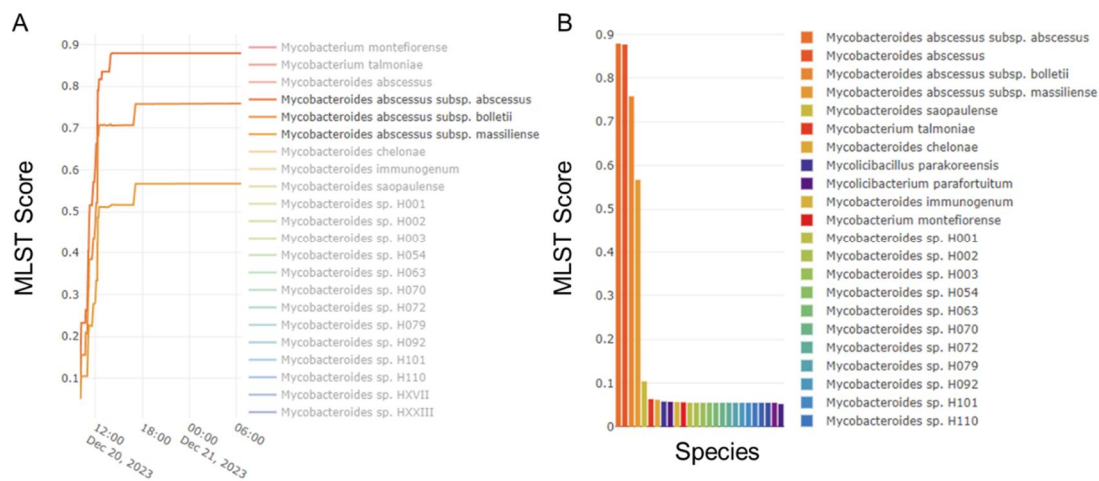 A
MLST Score
0.9
0.8
0.7
0.6
0.5
0.4
0.3
0.2
0.1
12:00
Dec 20, 2023
18:00
00:00
Dec 21, 2023
06:00
Mycobacterium montefiorense
Mycobacterium talmoniae
Mycobacteroides abscessus
Mycobacteroides abscessus subsp. abscessus
Mycobacteroides abscessus subsp. bolletii
Mycobacteroides abscessus subsp. massiliense
Mycobacteroides chelonae
Mycobacteroides immunogenum
Mycobacteroides saopaulense
Mycobacteroides sp. H001
Mycobacteroides sp. H002
Mycobacteroides sp. H003
Mycobacteroides sp. H054
Mycobacteroides sp. H063
Mycobacteroides sp. H070
Mycobacteroides sp. H072
Mycobacteroides sp. H079
Mycobacteroides sp. H092
Mycobacteroides sp. H101
Mycobacteroides sp. H110
Mycobacteroides sp. HXVII
Mycobacteroides sp. HXXIII
B
MLST Score
0.9
0.8
0.7
0.6
0.5
0.4
0.3
0.2
0.1
0
Species
Mycobacteroides abscessus subsp. abscessus
Mycobacteroides abscessus
Mycobacteroides abscessus subsp. bolletii
Mycobacteroides abscessus subsp. massiliense
Mycobacteroides saopaulense
Mycobacterium talmoniae
Mycobacteroides chelonae
Mycolicibacillus parakoreensis
Mycolicibacterium parafortuitum
Mycobacteroides immunogenum
Mycobacterium montefiorense
Mycobacteroides sp. H001
Mycobacteroides sp. H002
Mycobacteroides sp. H003
Mycobacteroides sp. H054
Mycobacteroides sp. H063
Mycobacteroides sp. H070
Mycobacteroides sp. H072
Mycobacteroides sp. H079
Mycobacteroides sp. H092
Mycobacteroides sp. H101
Mycobacteroides sp. H110